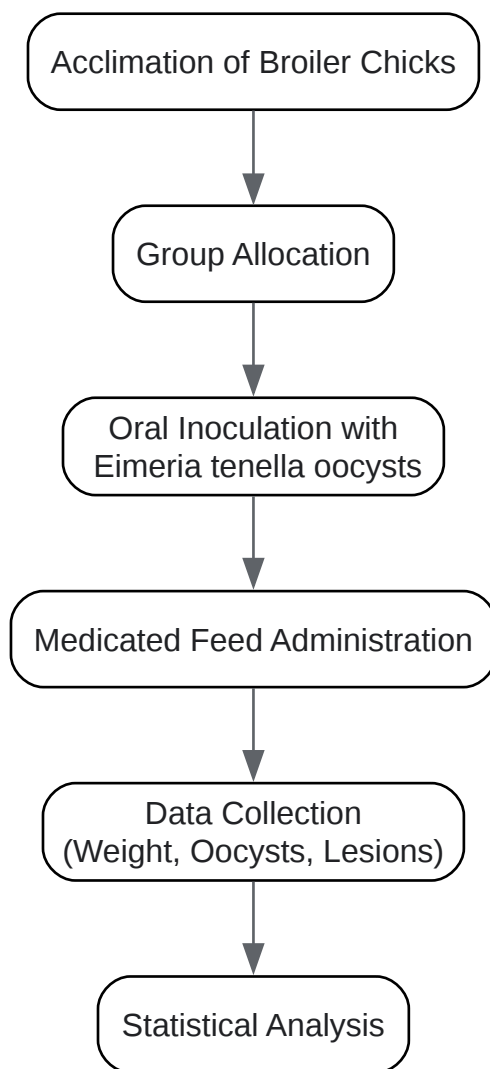 Acclimation of Broiler Chicks
Group Allocation
Oral Inoculation with
Eimeria tenella oocysts
Medicated Feed Administration
Data Collection
(Weight, Oocysts, Lesions)
Statistical Analysis